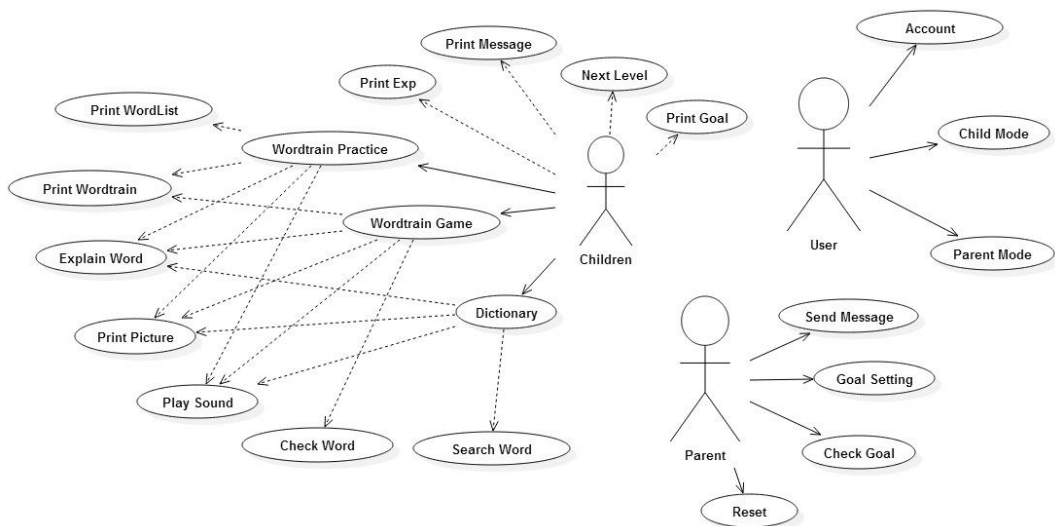 Account
Print Message
Next Level
Print Exp
Print WordList
Print Goal
Child Mode
Wordtrain Practice
Print Wordtrain
Wordtrain Game
User
Children
Explain Word
Parent Mode
Dictionary
Send Message
Print Picture
Goal Setting
Play Sound
Check Word
Search Word
Parent
Check Goal
Reset